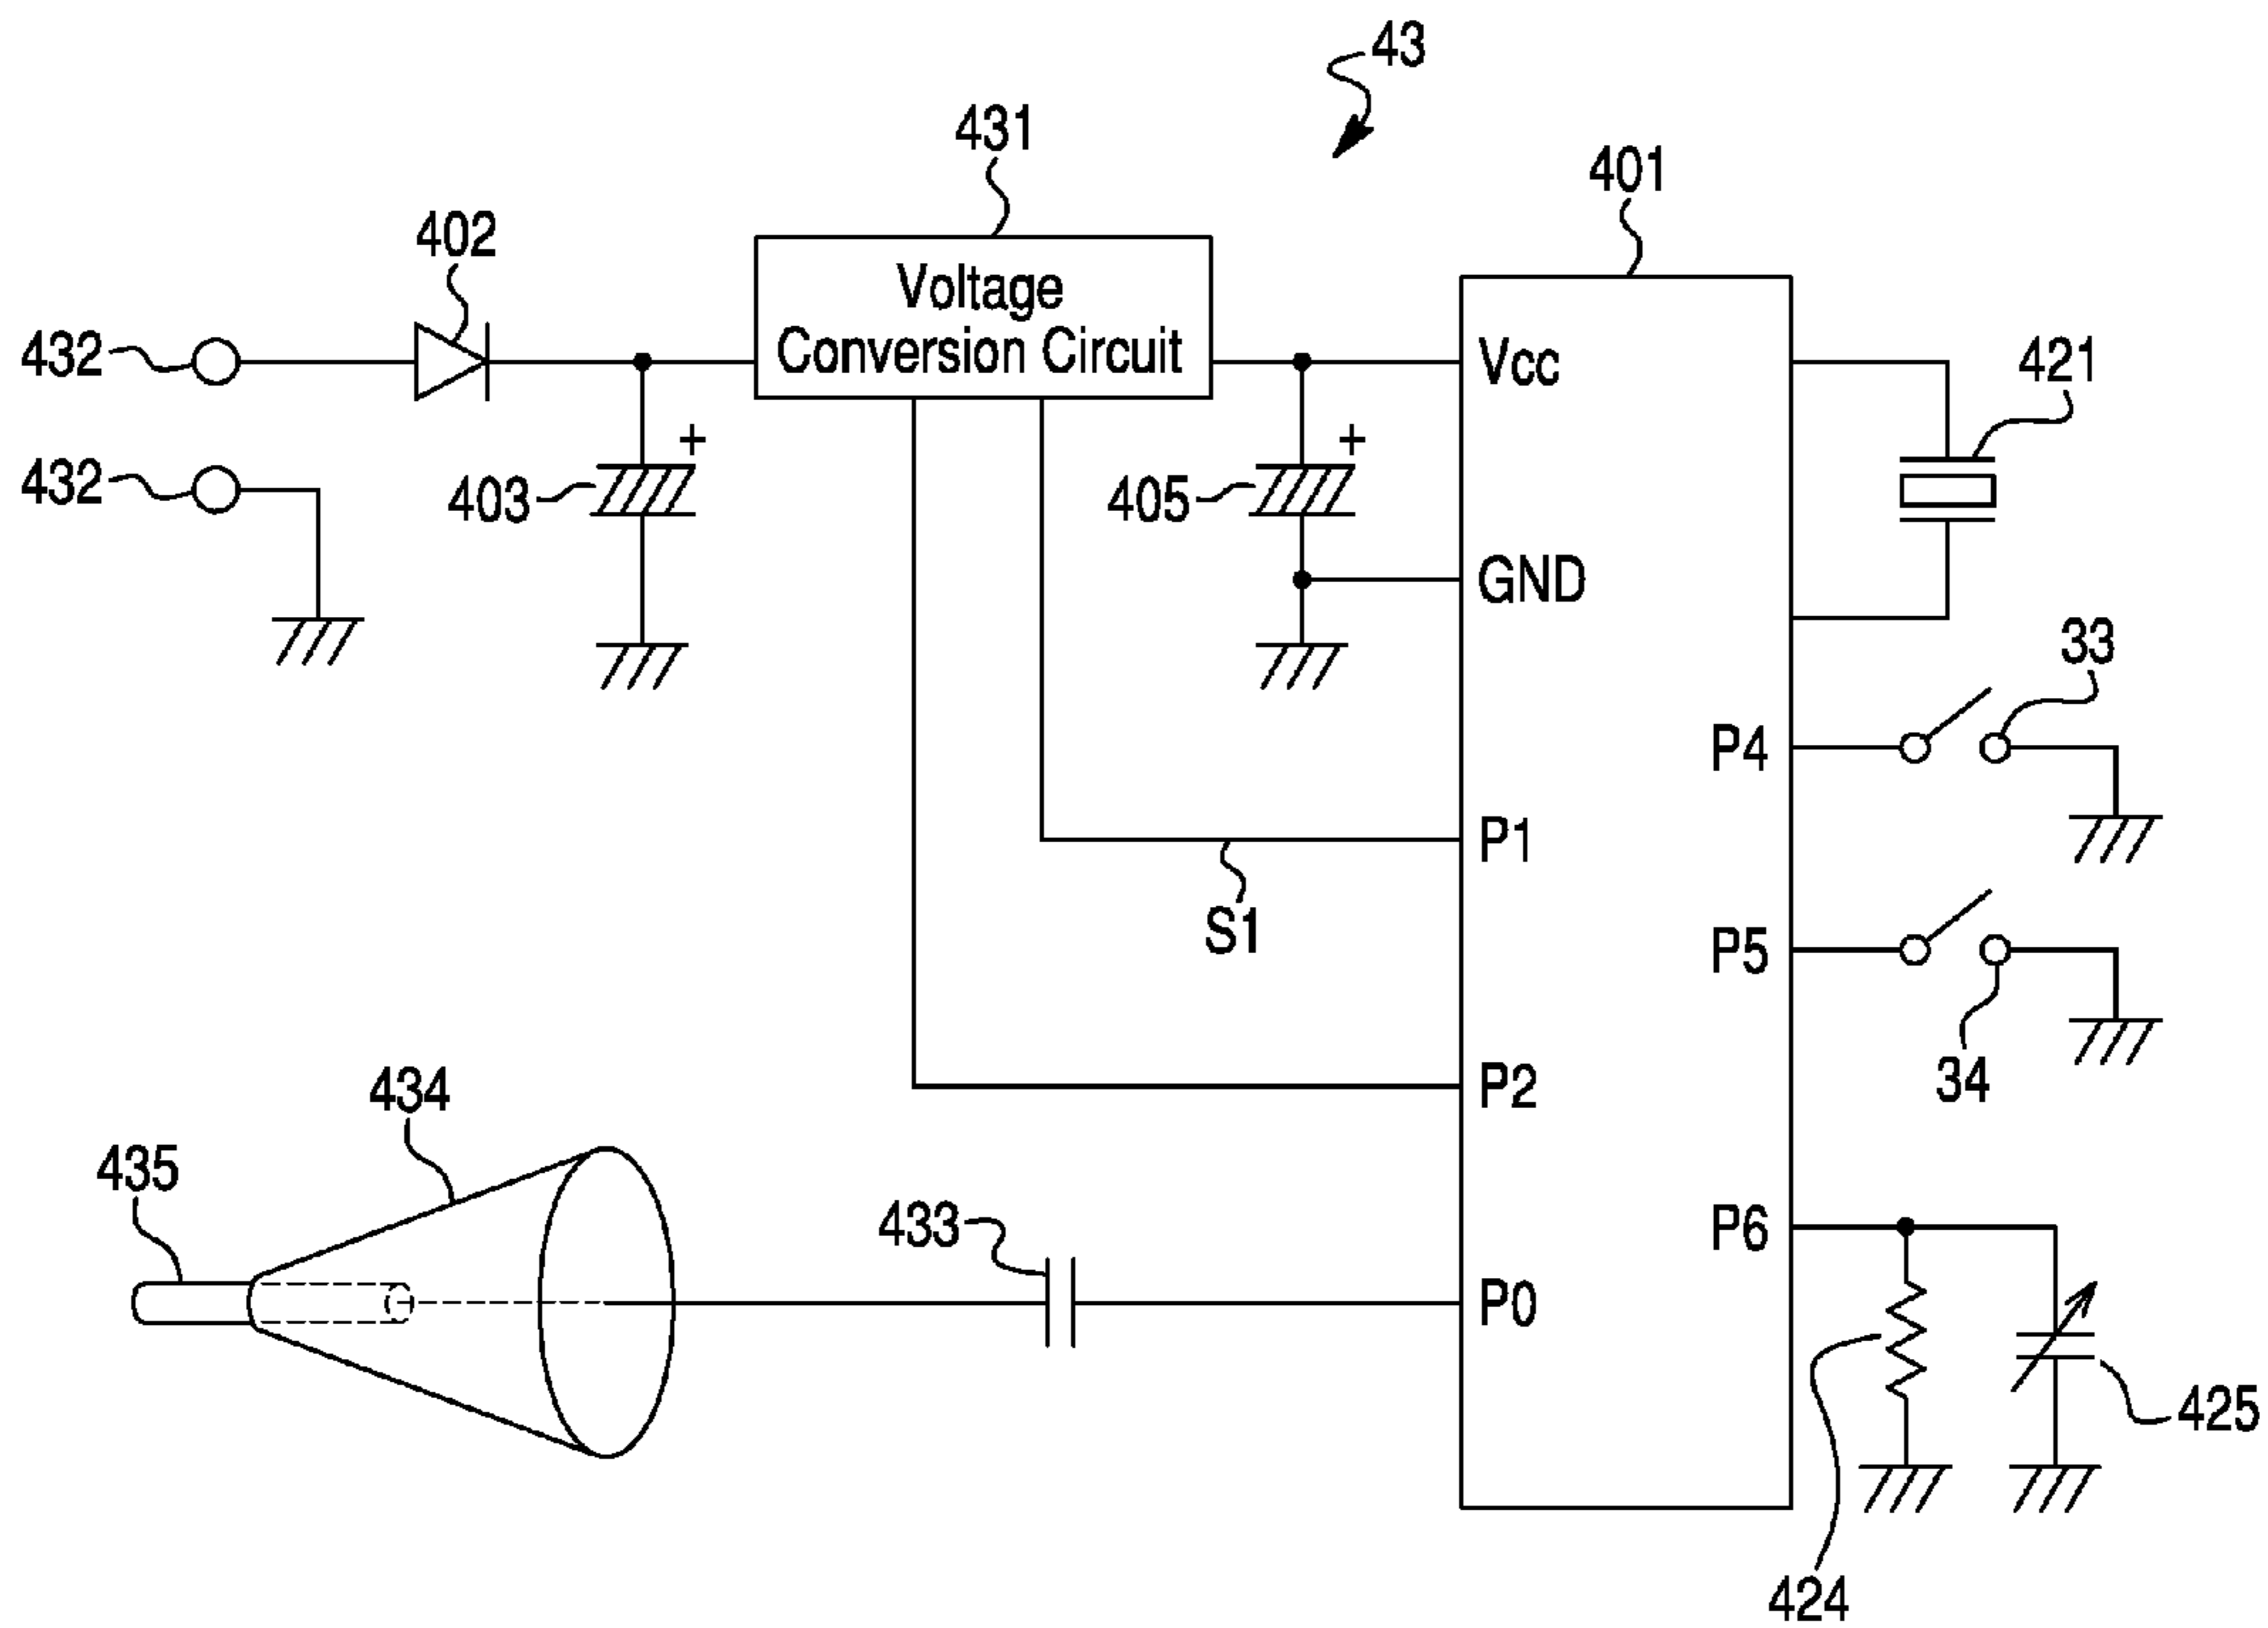 43
431
401
402
Voltage
Conversion Circuit
432
Vcc
421
+
+
432
403
405
GND
33
P4
P1
S1
P5
34
P2
434
435
433
P6
P0
425
424